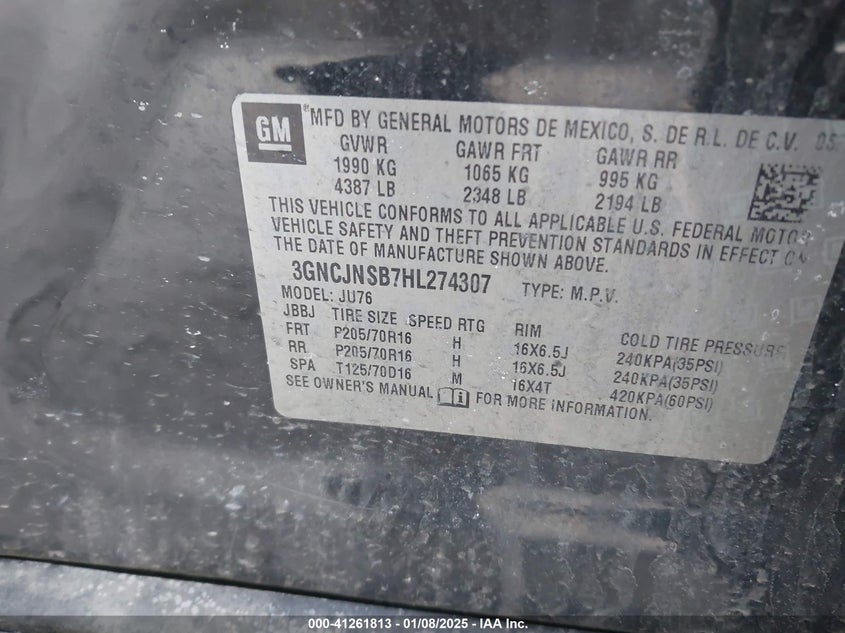 GM ® MFD BY GENERAL MOTORS DE MEXICO, S. DE R.L. DE C.V. 05
GVWR GAWR FRT GAWR RR
1990 KG 1065 KG 995 KG
4387 LB 2348 LB 2194 LB
THIS VEHICLE CONFORMS TO ALL APPLICABLE U.S. FEDERAL MOTOR
VEHICLE SAFETY AND THEFT PREVENTION STANDARDS IN EFFECT ON
THE DATE OF MANUFACTURE SHOWN ABOVE.
3GNCJNSB7HL274307 TYPE: M.P.V.
MODEL: JU76
JBBJ TIRE SIZE SPEED RTG RIM COLD TIRE PRESSURE
FRT P205/70R16 H 16X6.5J 240KPA(35PSI)
RR P205/70R16 H 16X6.5J 240KPA(35PSI)
SPA T125/70D16 M 16X4T 420KPA(60PSI)
SEE OWNER'S MANUAL FOR MORE INFORMATION.
000-41261813 - 01/08/2025 - IAA Inc.